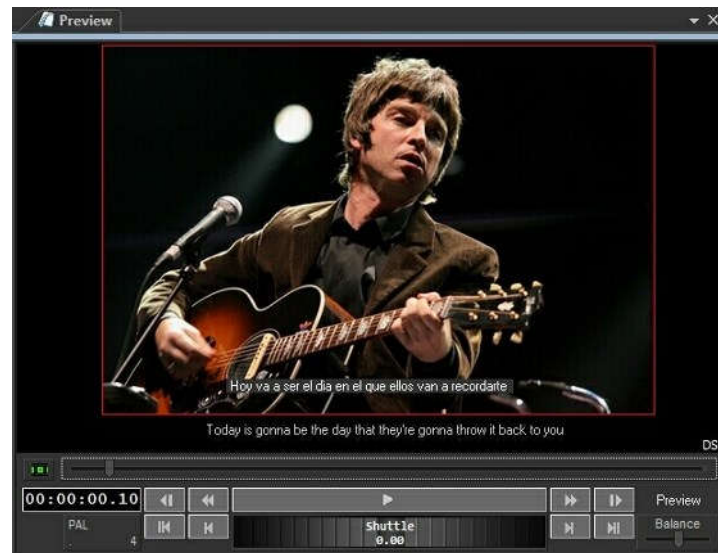 Preview
Hoy va a ser el dia en el que ellos van a recordarte
Today is gonna be the day that they're gonna throw it back to you
DS
00:00:00.10
Preview
PAL
4
Shuttle
0.00
Balance